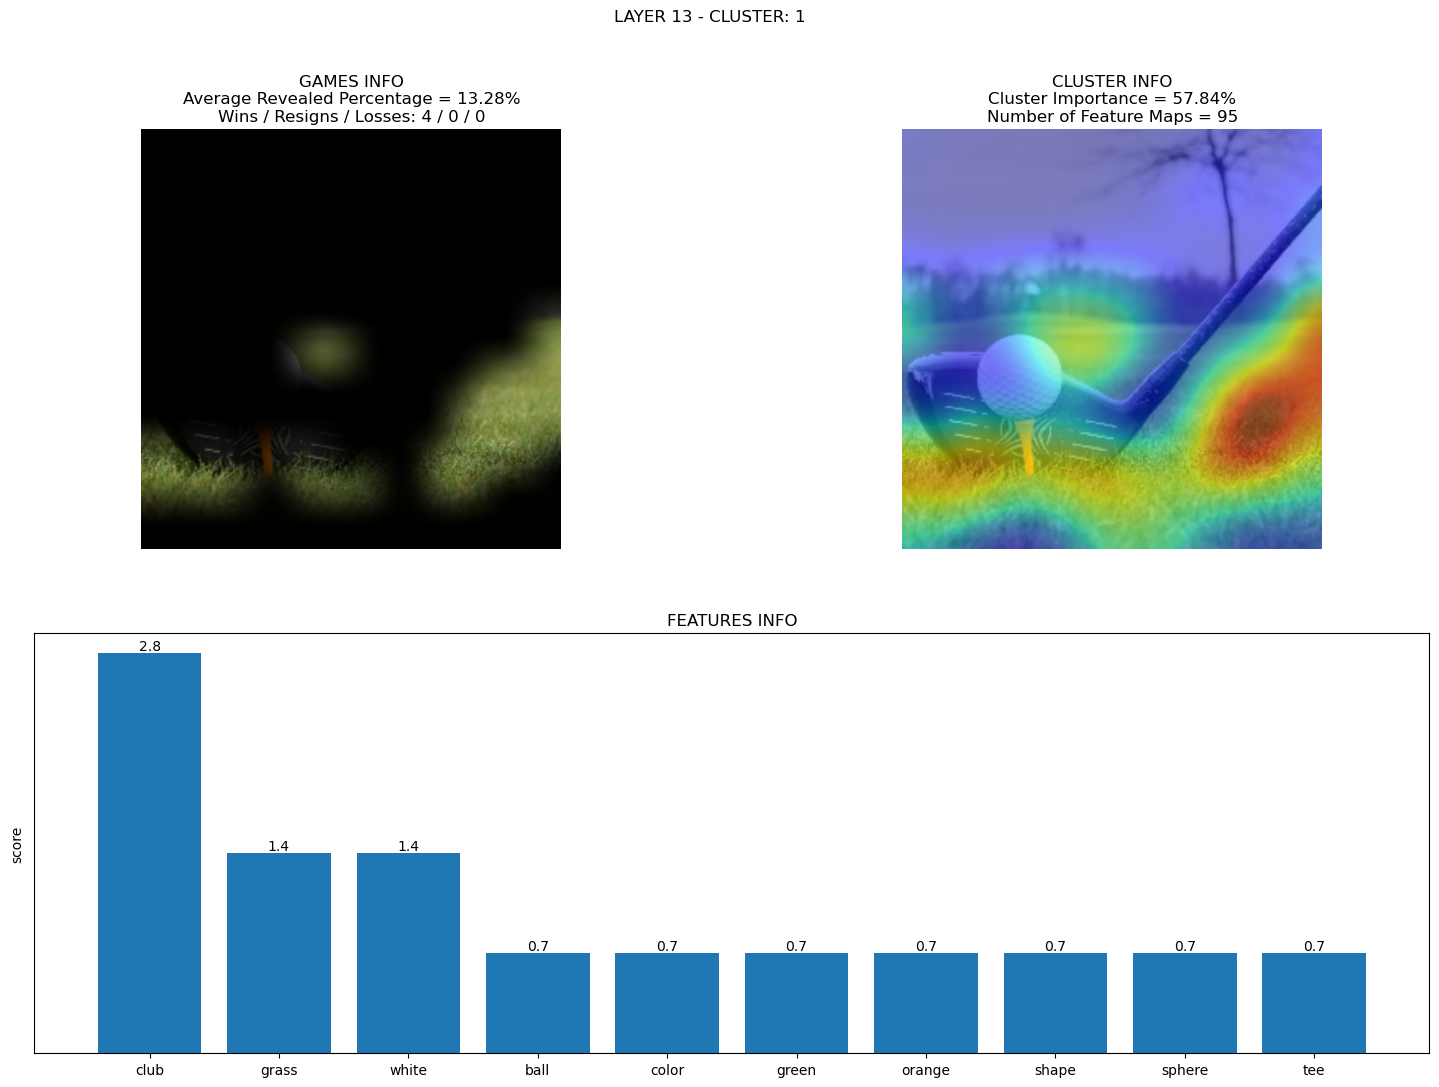 LAYER 13 - CLUSTER: 1
GAMES INFO
Average Revealed Percentage = 13.28%
Wins / Resigns / Losses: 4 / 0 / 0
CLUSTER INFO
Cluster Importance = 57.84%
Number of Feature Maps = 95
FEATURES INFO
score
2.8
1.4
1.4
0.7
0.7
0.7
0.7
0.7
0.7
0.7
club
grass
white
ball
color
green
orange
shape
sphere
tee